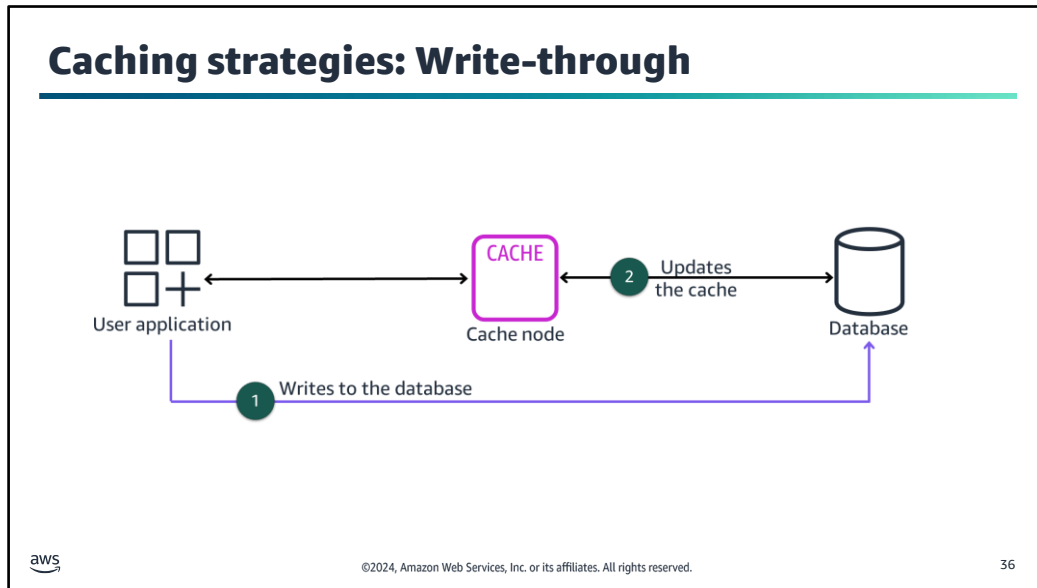 Caching strategies: Write-through
CACHE
2
Updates
the cache
User application
Cache node
Database
1
Writes to the database
aws
©2024, Amazon Web Services, Inc. or its affiliates. All rights reserved.
36